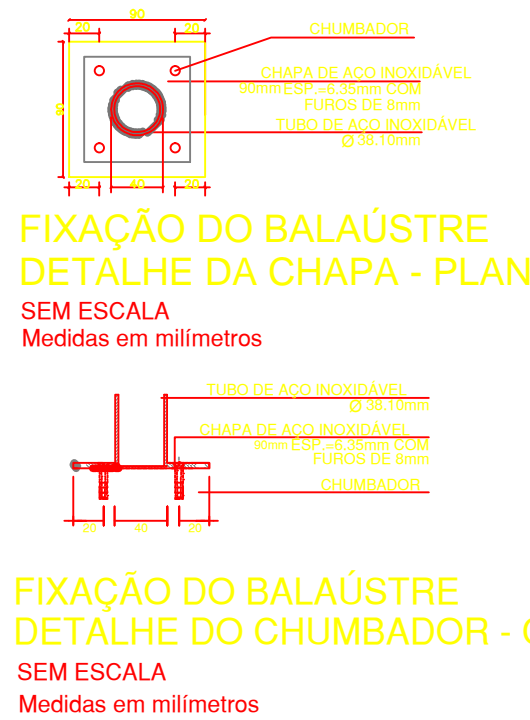 90
20 20
CHUMBADOR
CHAPA DE AÇO INOXIDÁVEL
90mm ESP.=6.35mm COM
FUROS DE 8mm
90
TUBO DE AÇO INOXIDÁVEL
Ø 38.10mm
20 40 20
FIXAÇÃO DO BALAÚSTRE
DETALHE DA CHAPA - PLAN
SEM ESCALA
Medidas em milímetros
TUBO DE AÇO INOXIDÁVEL
Ø 38.10mm
CHAPA DE AÇO INOXIDÁVEL
90mm ESP.=6.35mm COM
FUROS DE 8mm
CHUMBADOR
20 46 20
FIXAÇÃO DO BALAÚSTRE
DETALHE DO CHUMBADOR -
SEM ESCALA
Medidas em milímetros